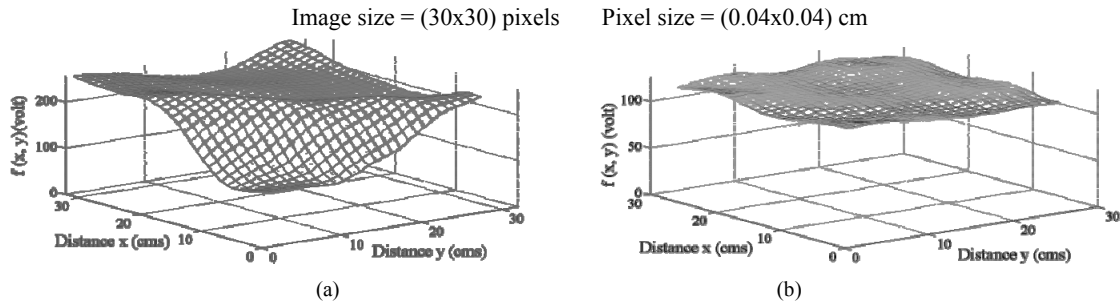 Image size = (30x30) pixels Pixel size = (0.04x0.04) cm
f (x, y)(volt)
200
100
0
30
20
10
0
Distance x (cms)
0
10
20
30
Distance y (cms)
(a)
f (x, y) (volt)
100
50
0
30
20
10
0
Distance x (cms)
0
10
20
30
Distance y (cms)
(b)